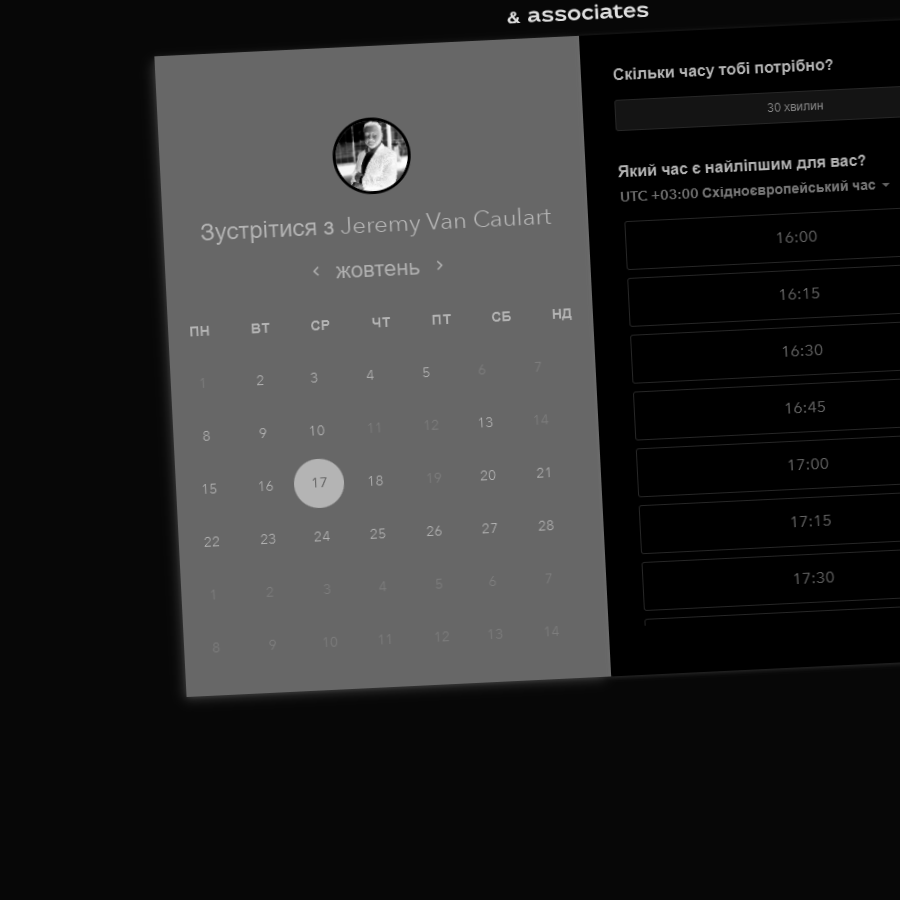 & associates
Зустрітися з Jeremy Van Caulart
жовтень
ПН ВТ СР ЧТ ПТ СБ НД
1 2 3 4 5 6 7
8 9 10 11 12 13 14
15 16 17 18 19 20 21
22 23 24 25 26 27 28
1 2 3 4 5 6 7
8 9 10 11 12 13 14
Скільки часу тобі потрібно?
30 хвилин
Який час є найліпшим для вас?
UTC +03:00 Східноєвропейський час
16:00
16:15
16:30
16:45
17:00
17:15
17:30